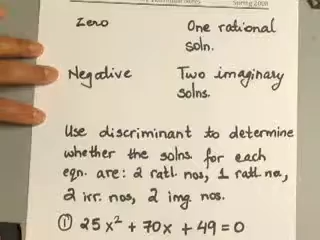 Zero One rational
soln.
Negative Two imaginary
solns.
Use discriminant to determine
whether the solns. for each
eqn. are: 2 ratl. nos, 1 ratl. no,
2 irr. nos, 2 img. nos.
① 25x² + 70x + 49 = 0